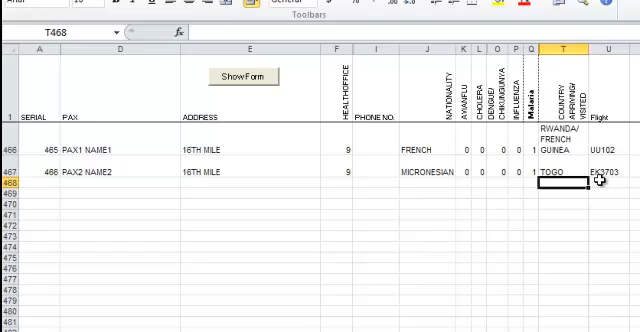 Toolbars
T468
fx
A D E F I J K L O P Q T U
ShowForm
1 SERIAL PAX ADDRESS HEALTHOFFICE PHONE NO. NATIONALITY AYIANFLU CHOLERA DENGUE/ CHIKUNGUNYA INFLUENZA Malaria COUNTRY ARRIVING/ VISITED Flight
RWANDA/
FRENCH
466 465 PAX1 NAME1 16TH MILE 9 FRENCH 0 0 0 0 1 GUINEA UU102
467 466 PAX2 NAME2 16TH MILE 9 MICRONESIAN 0 0 0 0 1 TOGO EK3703
468
469
470
471
472
473
474
475
476
477
478
479
480
481